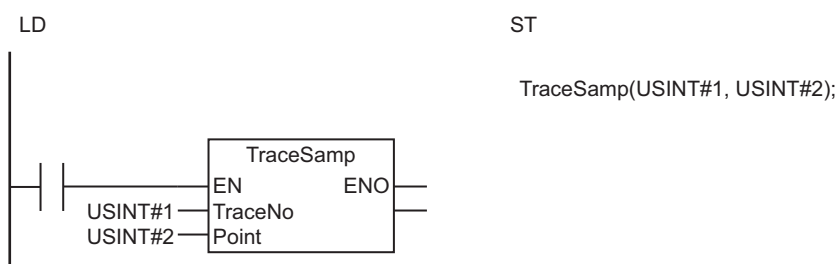 LD
ST
TraceSamp(USINT#1, USINT#2);
TraceSamp
EN ENO
USINT#1 TraceNo
USINT#2 Point